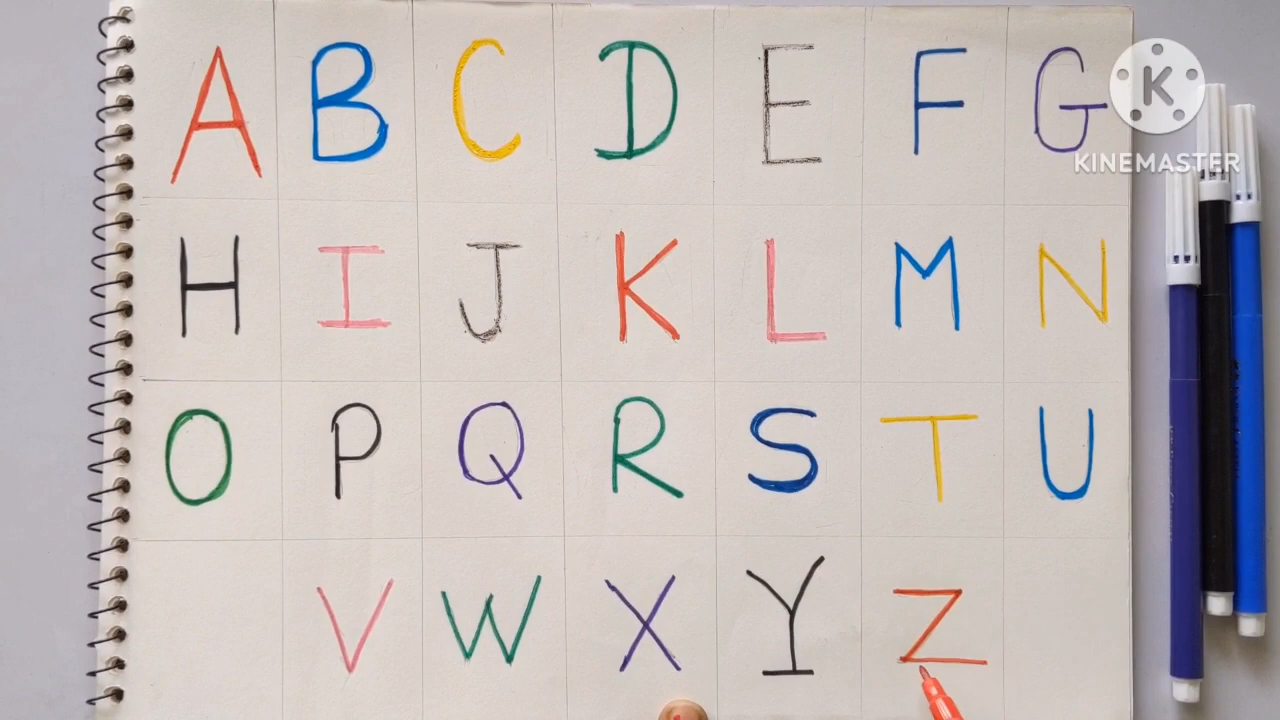 A B C D E F G
K
KINEMASTER
H I J K L M N
O P Q R S T U
V W X Y Z